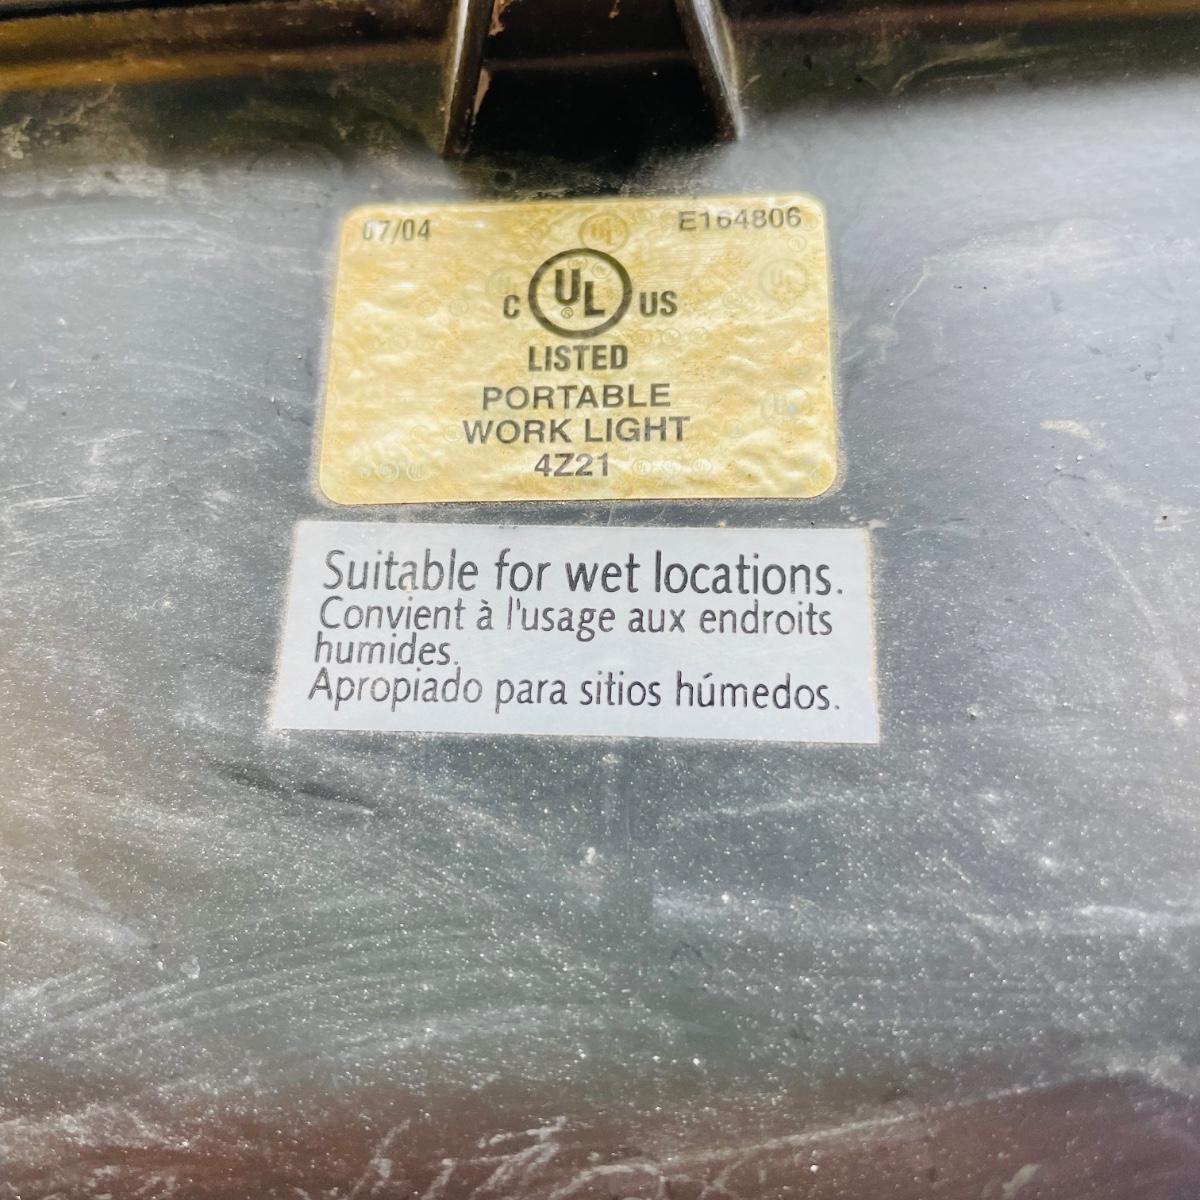 07/04 E164806
C UL US
LISTED
PORTABLE
WORK LIGHT
4Z21
Suitable for wet locations.
Convient à l'usage aux endroits
humides.
Apropiado para sitios húmedos.